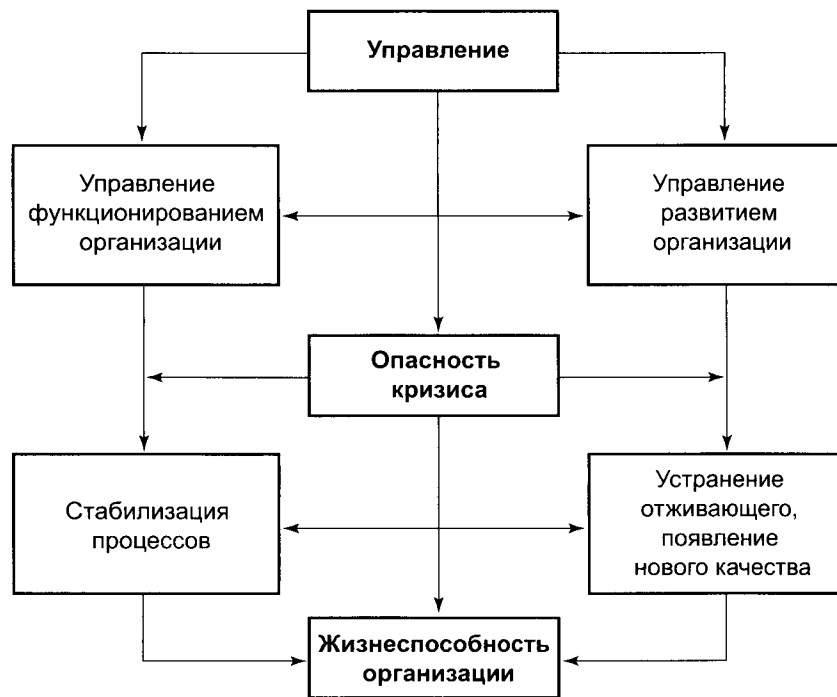 Управление
Управление
функционированием
организации
Управление
развитием
организации
Опасность
кризиса
Стабилизация
процессов
Устранение
отживающего,
появление
нового качества
Жизнеспособность
организации